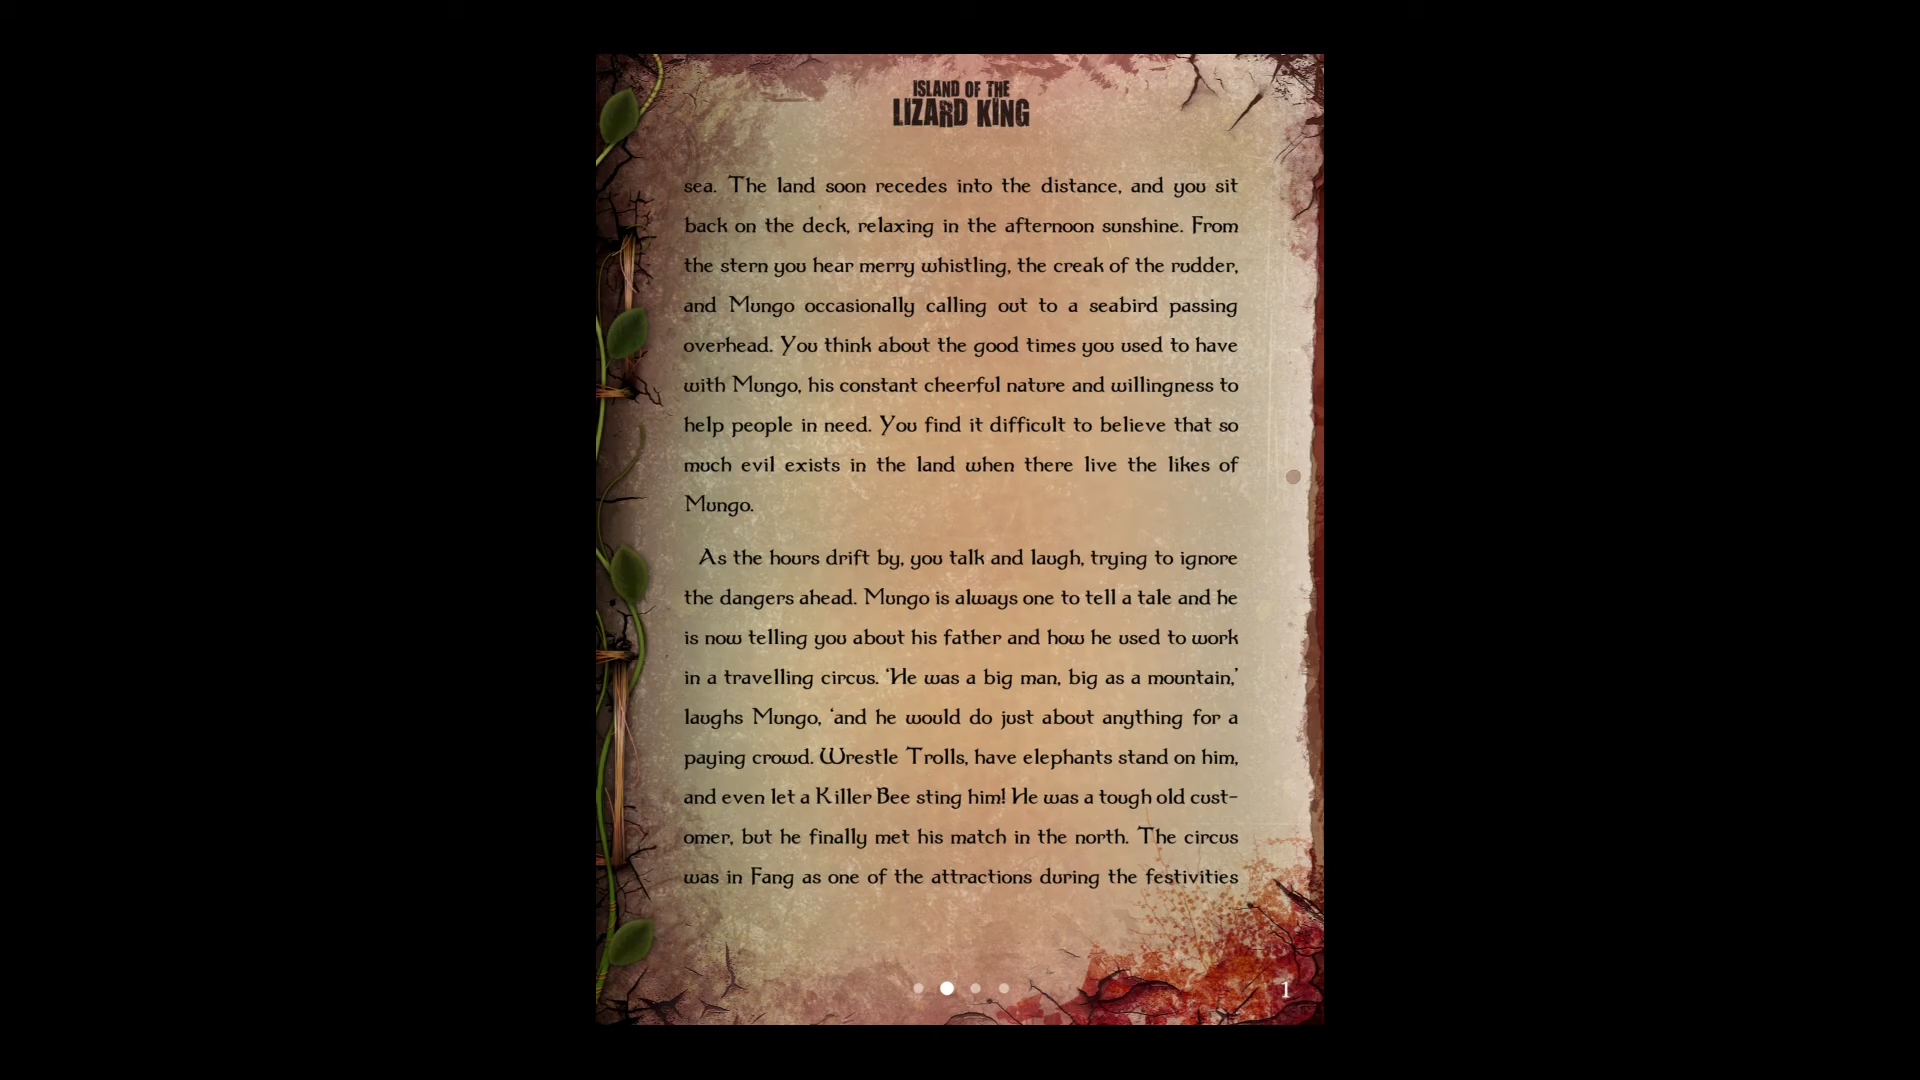 ISLAND OF THE
LIZARD KING
sea. The land soon recedes into the distance, and you sit
back on the deck, relaxing in the afternoon sunshine. From
the stern you hear merry whistling, the creak of the rudder,
and Mungo occasionally calling out to a seabird passing
overhead. You think about the good times you used to have
with Mungo, his constant cheerful nature and willingness to
help people in need. You find it difficult to believe that so
much evil exists in the land when there live the likes of
Mungo.
As the hours drift by, you talk and laugh, trying to ignore
the dangers ahead. Mungo is always one to tell a tale and he
is now telling you about his father and how he used to work
in a travelling circus. ‘He was a big man, big as a mountain,’
laughs Mungo, ‘and he would do just about anything for a
paying crowd. Wrestle Trolls, have elephants stand on him,
and even let a Killer Bee sting him! He was a tough old cust-
omer, but he finally met his match in the north. The circus
was in Fang as one of the attractions during the festivities
1